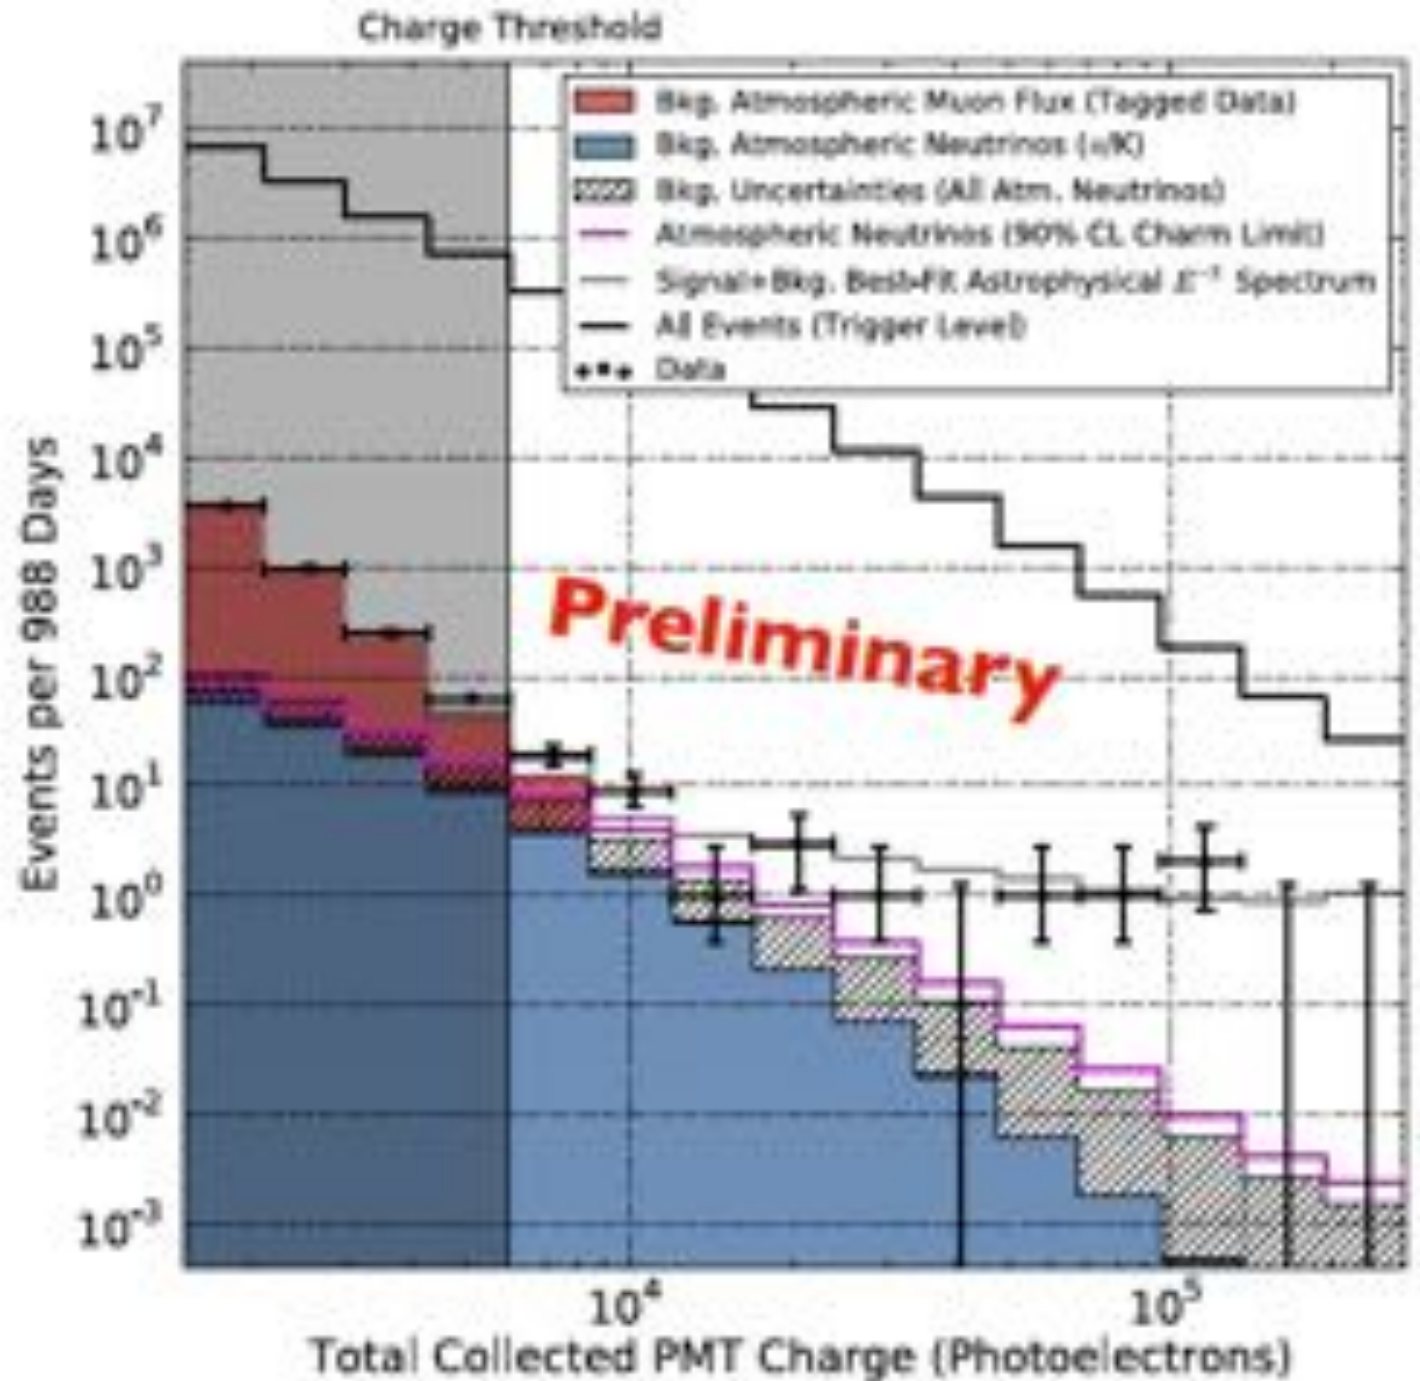 Charge Threshold
Bkg. Atmospheric Muon Flux (Tagged Data)
Bkg. Atmospheric Neutrinos (π/K)
Bkg. Uncertainties (All Atm. Neutrinos)
Atmospheric Neutrinos (90% CL Charm Limit)
Signal+Bkg. Best-Fit Astrophysical Spectrum
All Events (Trigger Level)
Data
10⁷
10⁶
10⁵
10⁴
10³
10²
10¹
10⁰
10⁻¹
10⁻²
10⁻³
Events per 988 Days
Preliminary
10⁴ 10⁵
Total Collected PMT Charge (Photoelectrons)